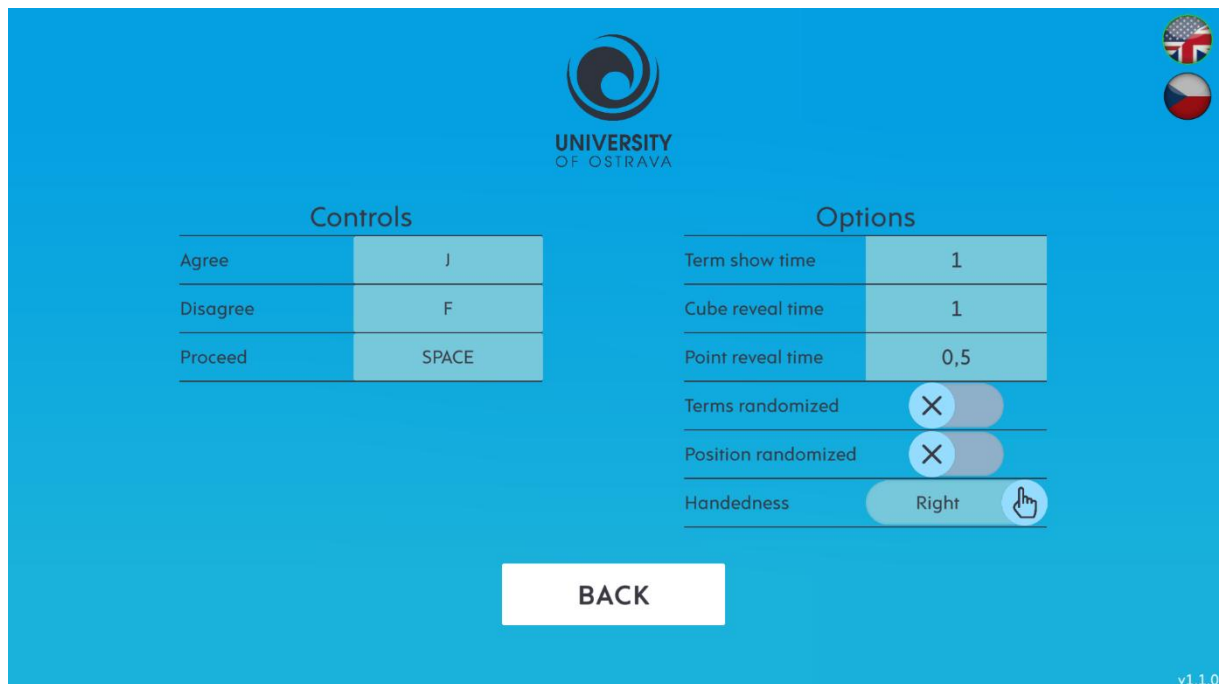 UNIVERSITY
OF OSTRAVA
Controls
Agree J
Disagree F
Proceed SPACE
Options
Term show time 1
Cube reveal time 1
Point reveal time 0,5
Terms randomized
Position randomized
Handedness Right
BACK
v1.1.0